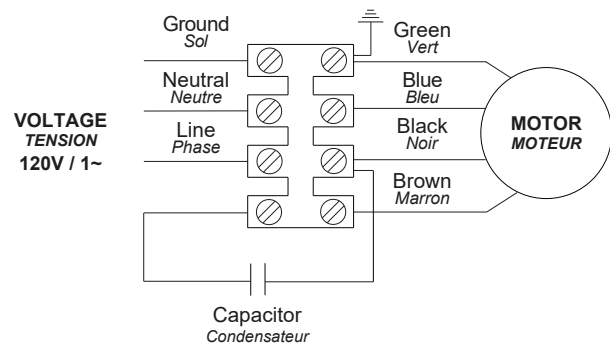 Ground
Sol
Neutral
Neutre
Line
Phase
VOLTAGE
TENSION
120V / 1~
Green
Vert
Blue
Bleu
Black
Noir
Brown
Marron
MOTOR
MOTEUR
Capacitor
Condensateur